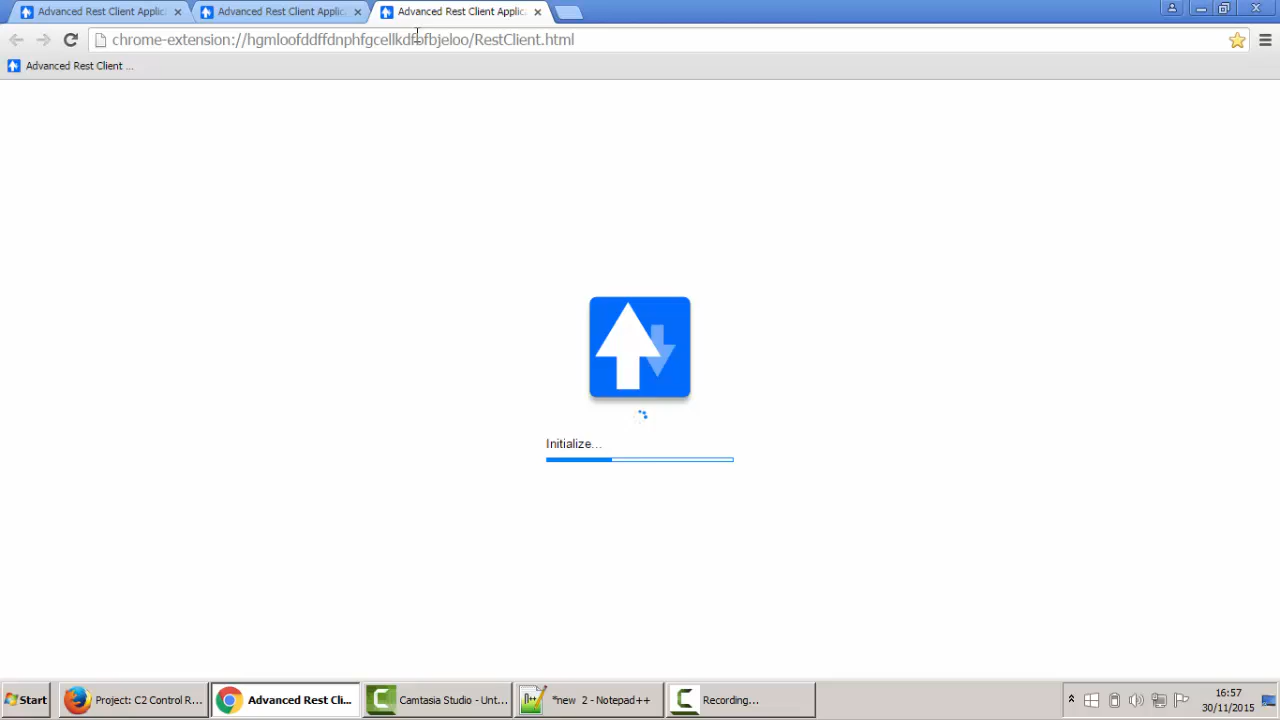 Advanced Rest Client Applic
Advanced Rest Client Applic
Advanced Rest Client Applic
chrome-extension://hgmloofddffdnphfgcellkdfbfbjeloo/RestClient.html
Advanced Rest Client ...
Initialize...
Start
Project: C2 Control R...
Advanced Rest Cli...
Camtasia Studio - Unt...
*new 2 - Notepad++
Recording...
16:57
30/11/2015